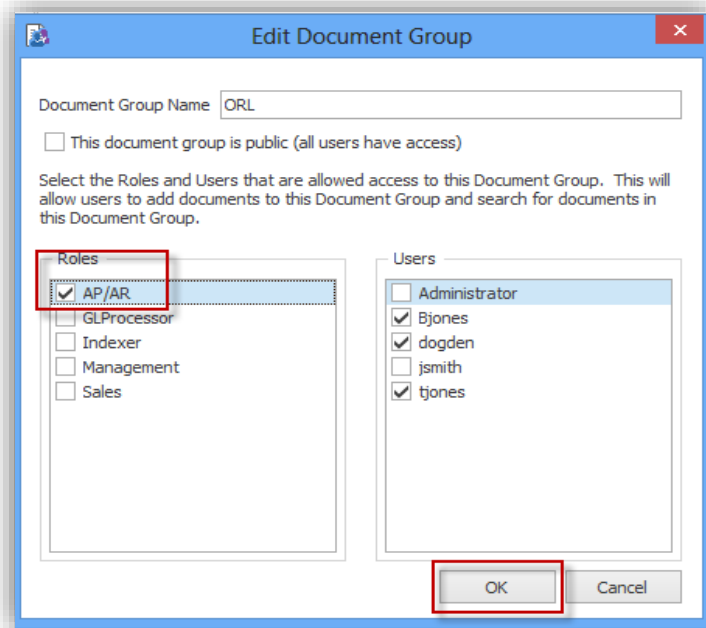 Edit Document Group
Document Group Name ORL
This document group is public (all users have access)
Select the Roles and Users that are allowed access to this Document Group. This will
allow users to add documents to this Document Group and search for documents in
this Document Group.
Roles
AP/AR
GLProcessor
Indexer
Management
Sales
Users
Administrator
Bjones
dogden
jsmith
tjones
OK
Cancel